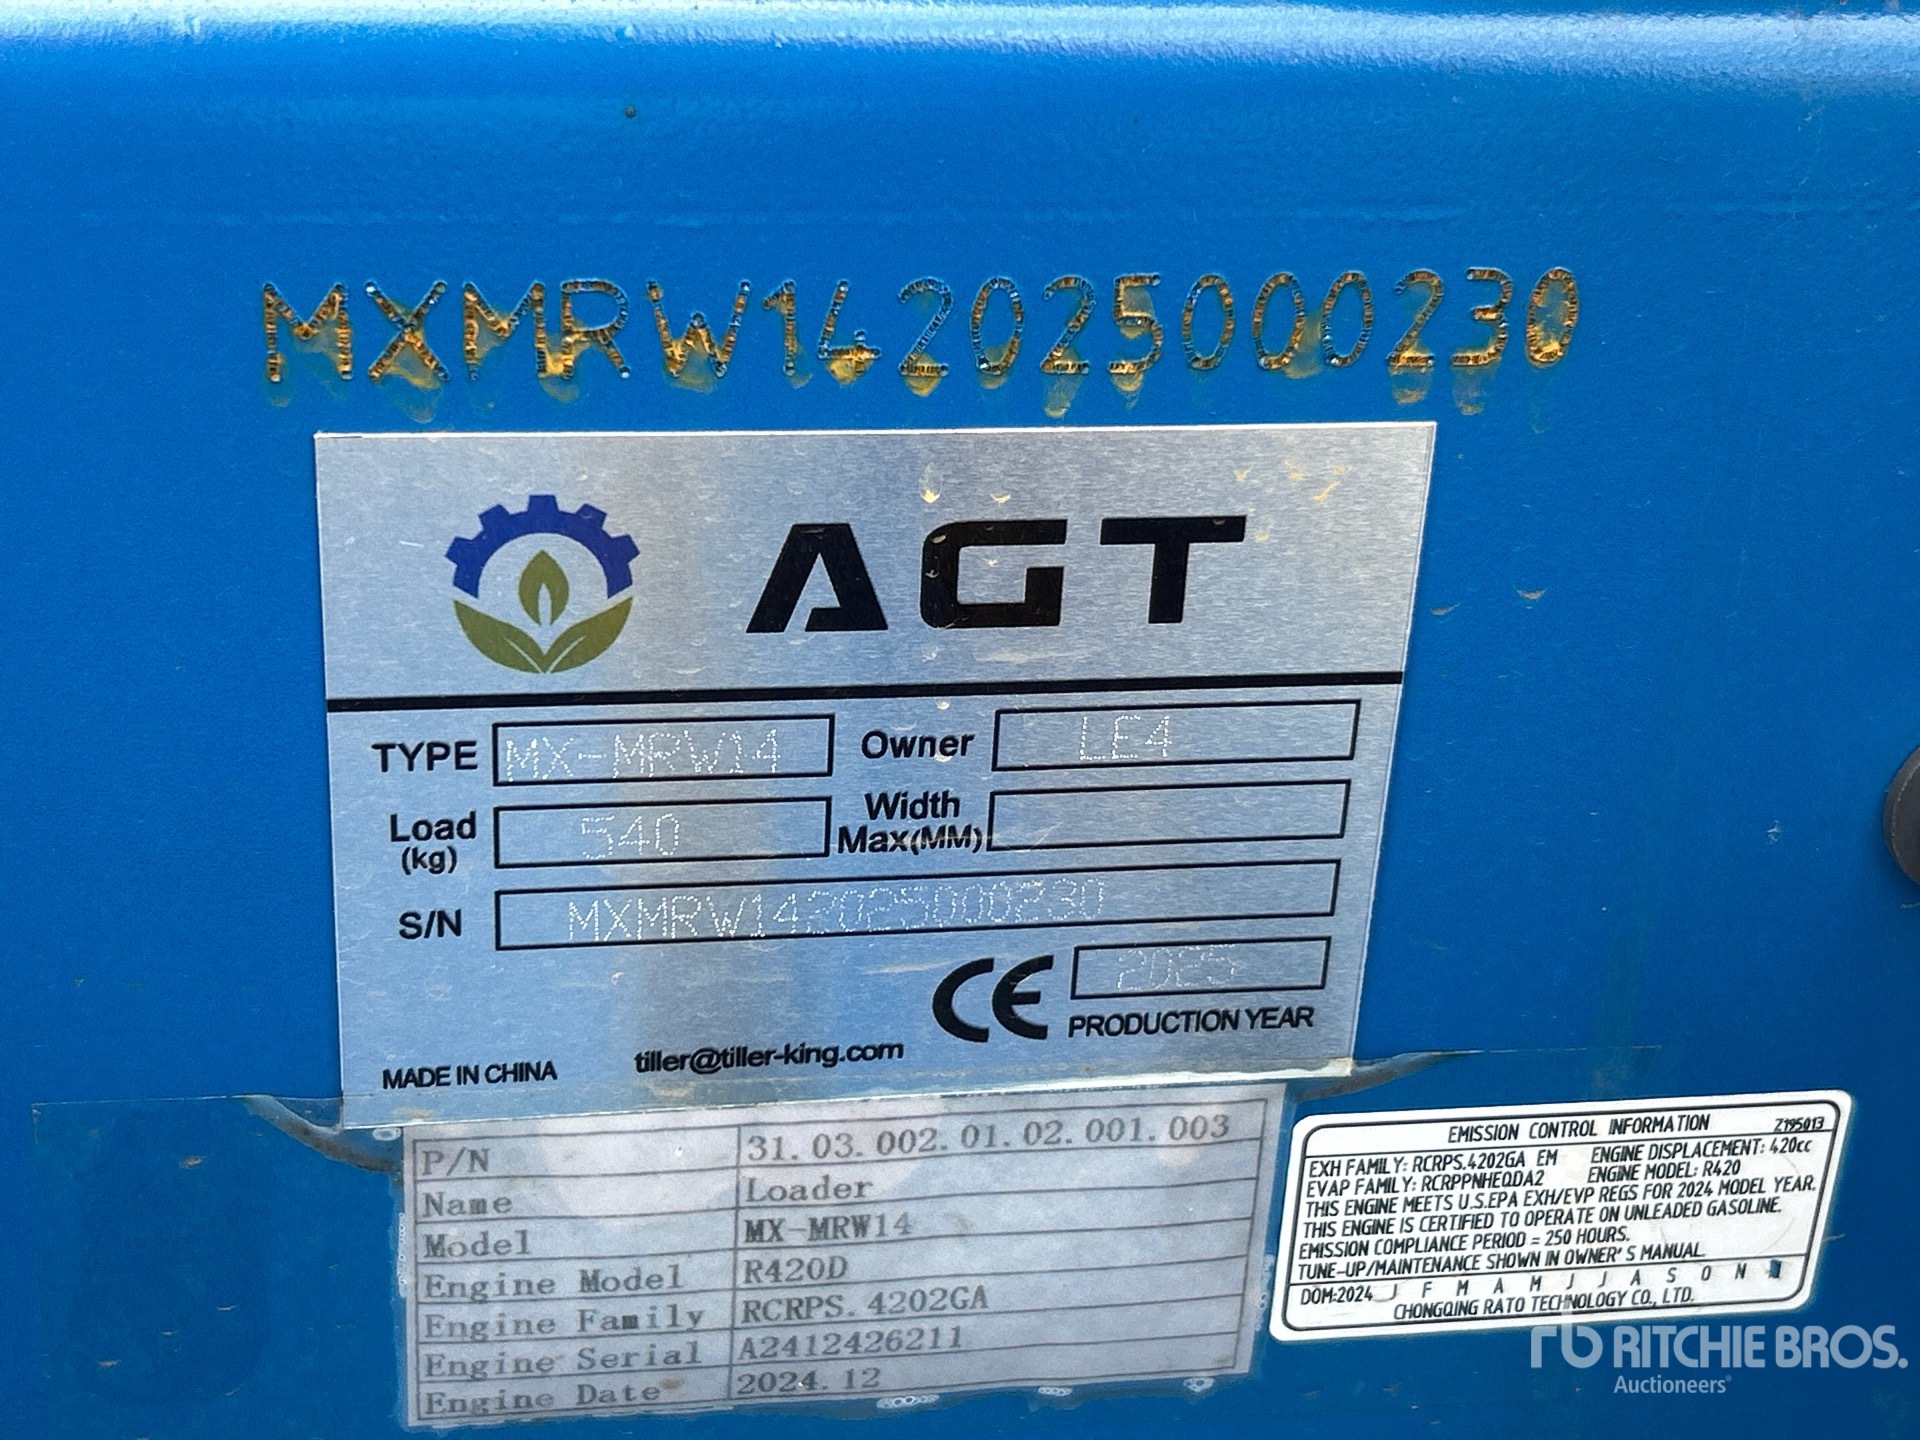 MXMRW142025000230
AGT
TYPE MX-MRW14 Owner LE4
Load (kg) 540 Width Max(MM)
S/N MXMRW142025000230
CE 2025
PRODUCTION YEAR
MADE IN CHINA tiller@tiller-king.com
P/N 31.03.002.01.02.001.003
Name Loader
Model MX-MRW14
Engine Model R420D
Engine Family RCRPS.4202GA
Engine Serial A2412426211
Engine Date 2024.12
EMISSION CONTROL INFORMATION Z195013
EXH FAMILY: RCRPS.4202GA EM ENGINE DISPLACEMENT: 420cc
EVAP FAMILY: RCRPPNHEQDA2 ENGINE MODEL: R420
THIS ENGINE MEETS U.S.EPA EXH/EVP REGS FOR 2024 MODEL YEAR.
THIS ENGINE IS CERTIFIED TO OPERATE ON UNLEADED GASOLINE.
EMISSION COMPLIANCE PERIOD = 250 HOURS.
TUNE-UP/MAINTENANCE SHOWN IN OWNER'S MANUAL.
DOM:2024 J F M A M J J A S O N
CHONGQING RATO TECHNOLOGY CO., LTD.
rb RITCHIE BROS.
Auctioneers